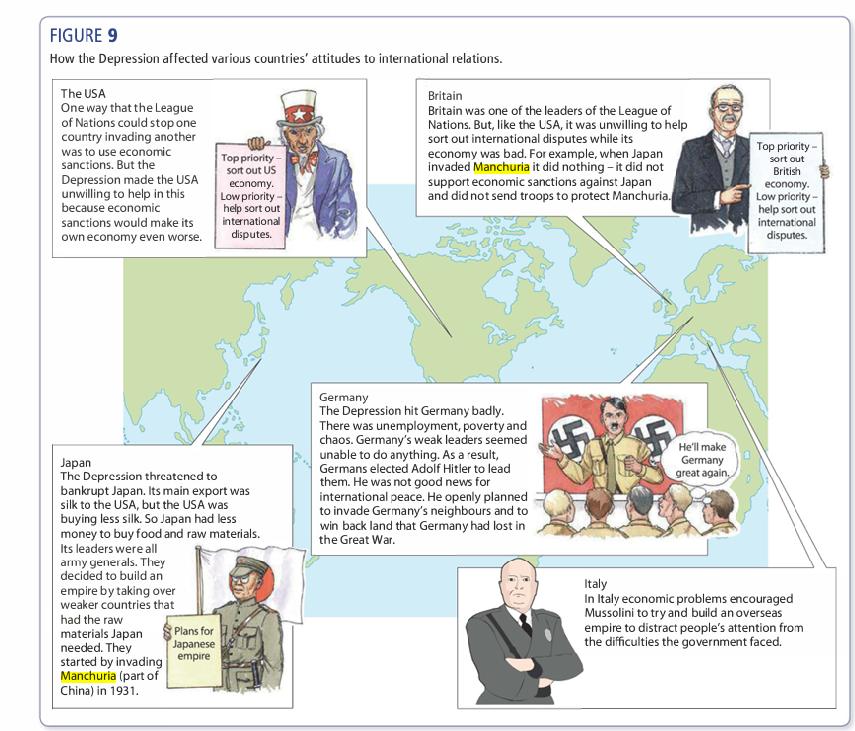 FIGURE 9
How the Depression affected various countries' attitudes to international relations.
The USA
One way that the League
of Nations could stop one
country invading another
was to use economic
sanctions. But the
Depression made the USA
unwilling to help in this
because economic
sanctions would make its
own economy even worse.
Top priority –
sort out US
economy.
Low priority –
help sort out
international
disputes.
Britain
Britain was one of the leaders of the League of
Nations. But, like the USA, it was unwilling to help
sort out international disputes while its
economy was bad. For example, when Japan
invaded Manchuria it did nothing – it did not
support economic sanctions against Japan
and did not send troops to protect Manchuria.
Top priority –
sort out
British
economy.
Low priority –
help sort out
international
disputes.
Germany
The Depression hit Germany badly.
There was unemployment, poverty and
chaos. Germany's weak leaders seemed
unable to do anything. As a result,
Germans elected Adolf Hitler to lead
them. He was not good news for
international peace. He openly planned
to invade Germany's neighbours and to
win back land that Germany had lost in
the Great War.
He'll make
Germany
great again.
Japan
The Depression threatened to
bankrupt Japan. Its main export was
silk to the USA, but the USA was
buying less silk. So Japan had less
money to buy food and raw materials.
Its leaders were all
army generals. They
decided to build an
empire by taking over
weaker countries that
had the raw
materials Japan
needed. They
started by invading
Manchuria (part of
China) in 1931.
Plans for
Japanese
empire
Italy
In Italy economic problems encouraged
Mussolini to try and build an overseas
empire to distract people's attention from
the difficulties the government faced.